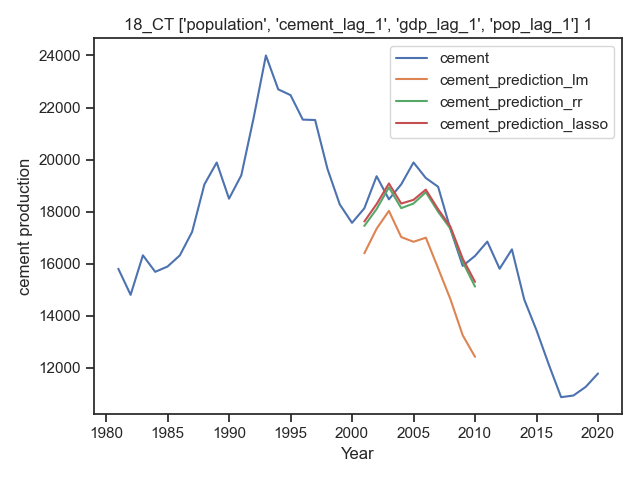 18_CT ['population', 'cement_lag_1', 'gdp_lag_1', 'pop_lag_1'] 1
cement
cement_prediction_lm
cement_prediction_rr
cement_prediction_lasso
24000
22000
20000
18000
16000
14000
12000
cement production
1980
1985
1990
1995
2000
2005
2010
2015
2020
Year